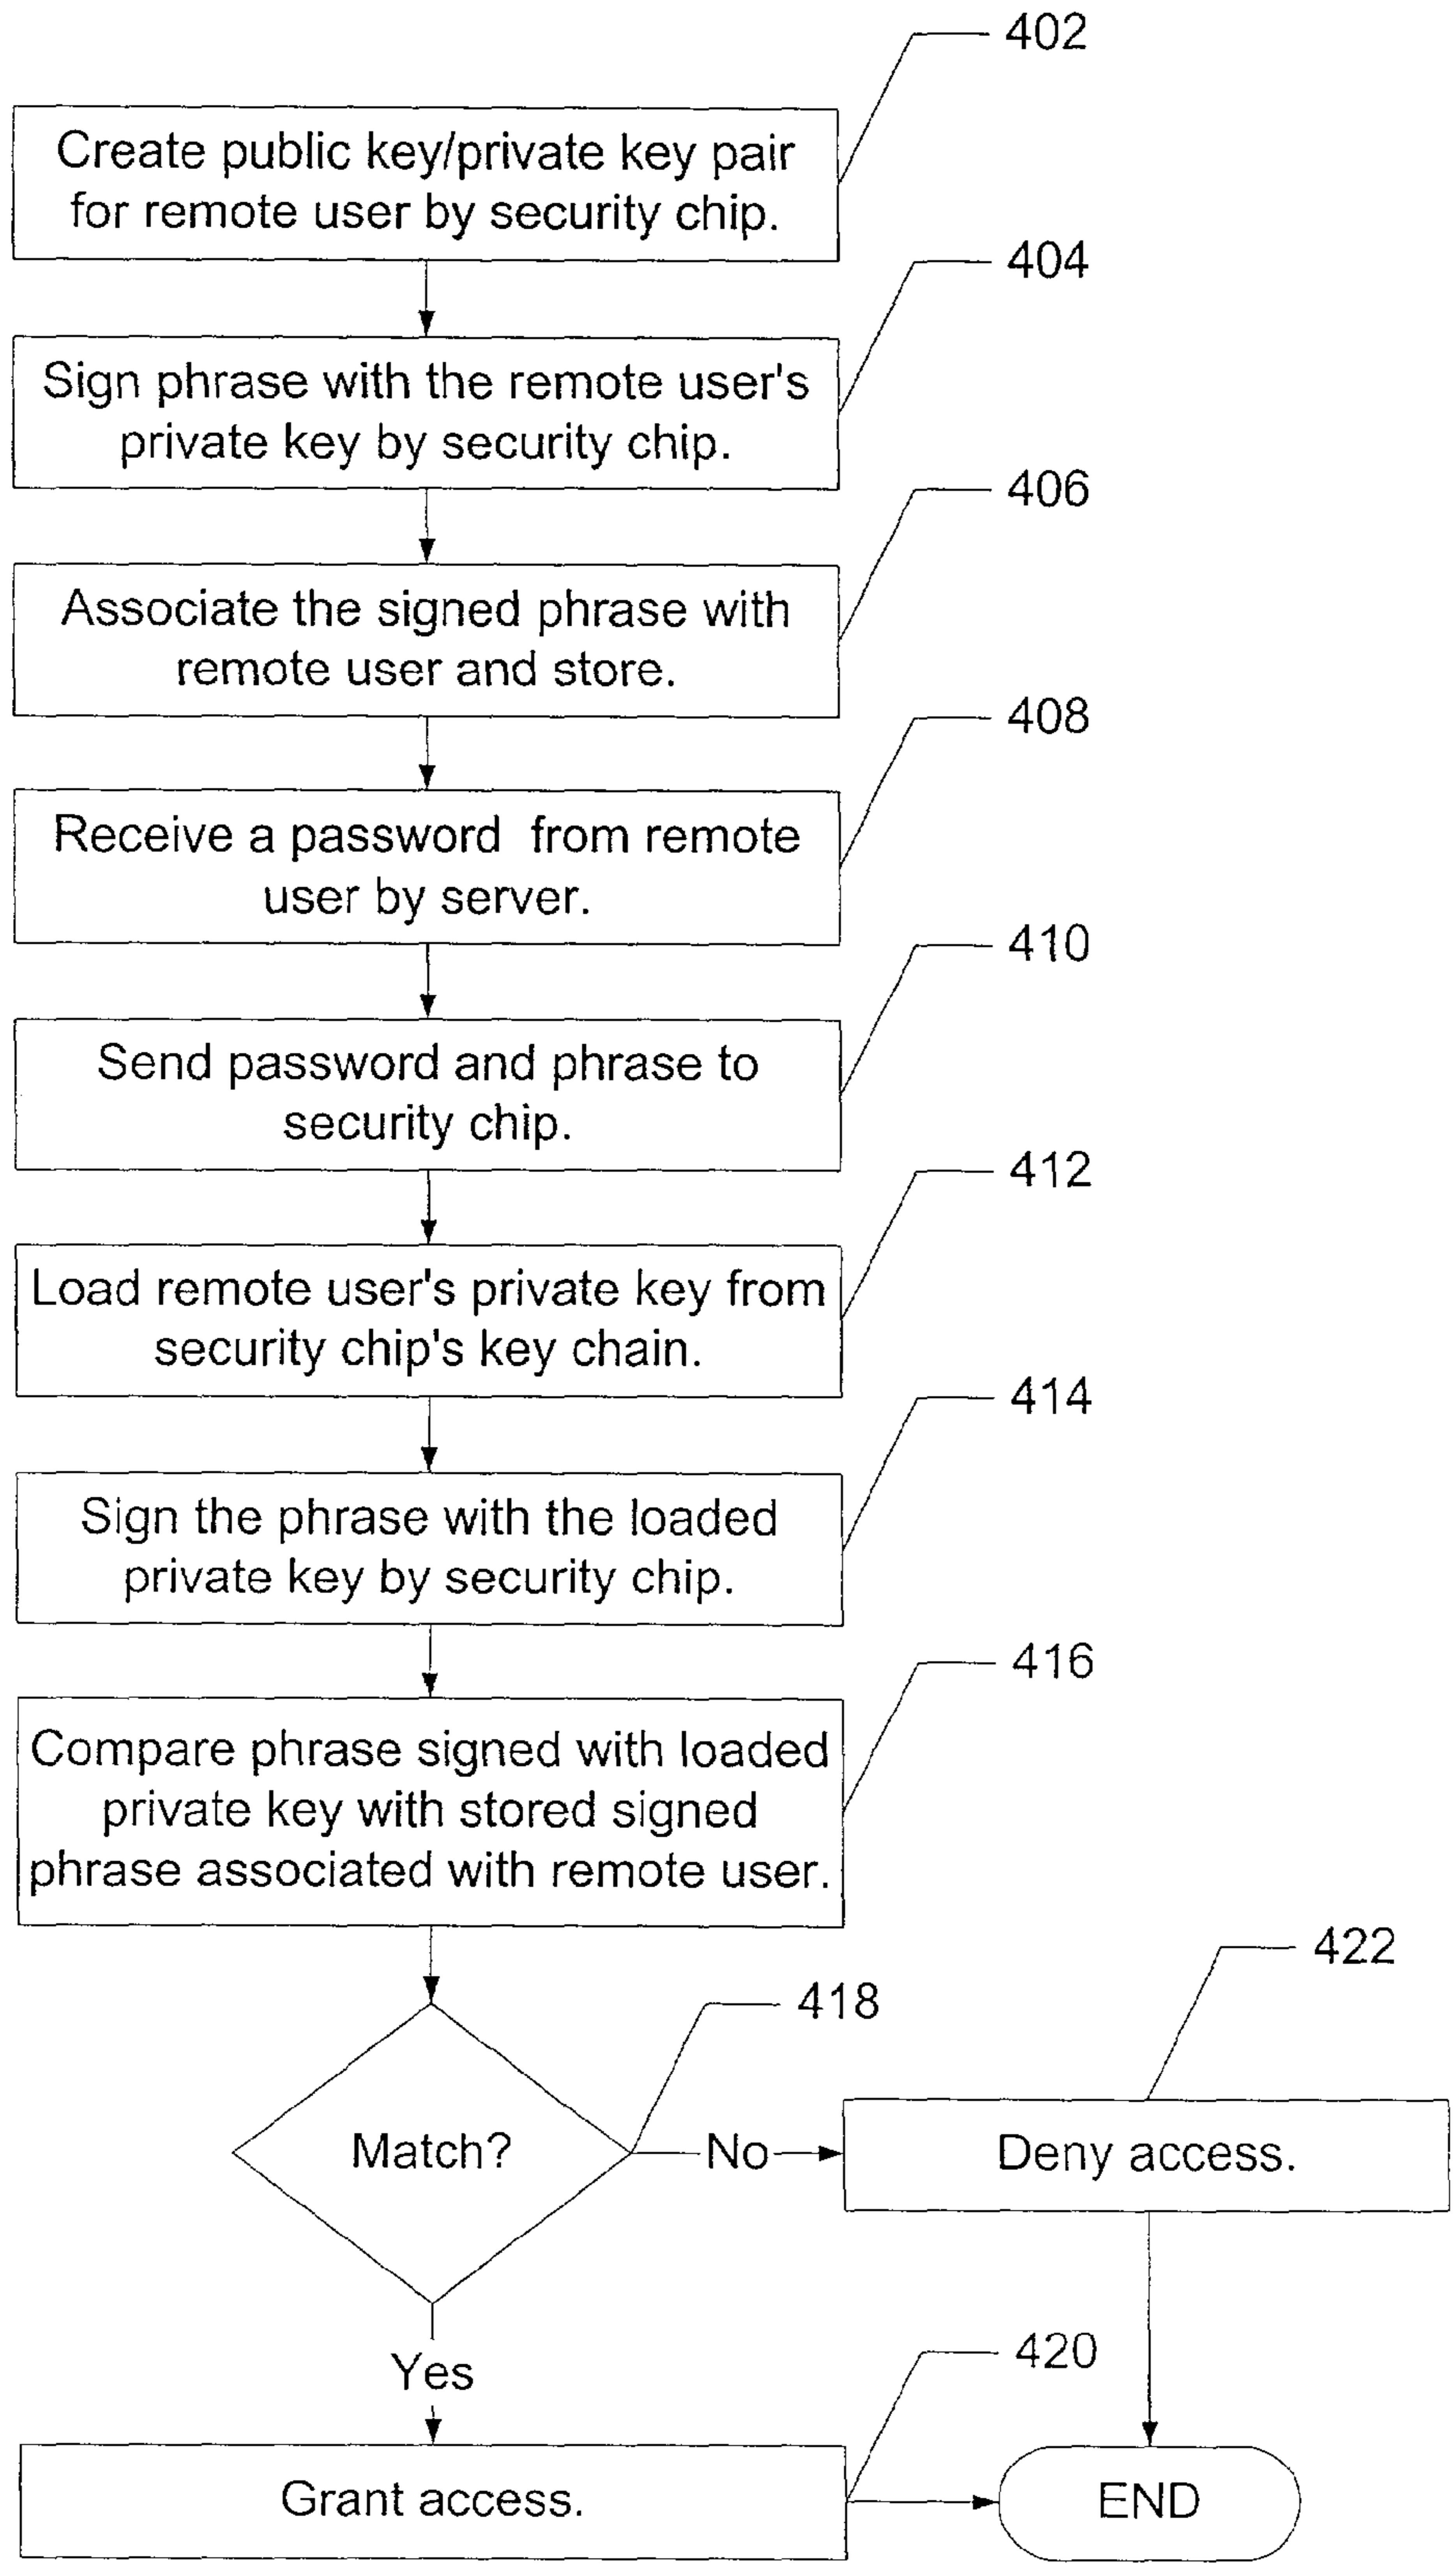 402
Create public key/private key pair
for remote user by security chip.
404
Sign phrase with the remote user's
private key by security chip.
406
Associate the signed phrase with
remote user and store.
408
Receive a password from remote
user by server.
410
Send password and phrase to
security chip.
412
Load remote user's private key from
security chip's key chain.
414
Sign the phrase with the loaded
private key by security chip.
416
Compare phrase signed with loaded
private key with stored signed
phrase associated with remote user.
422
418
Match?
No
Deny access.
Yes
420
Grant access.
END